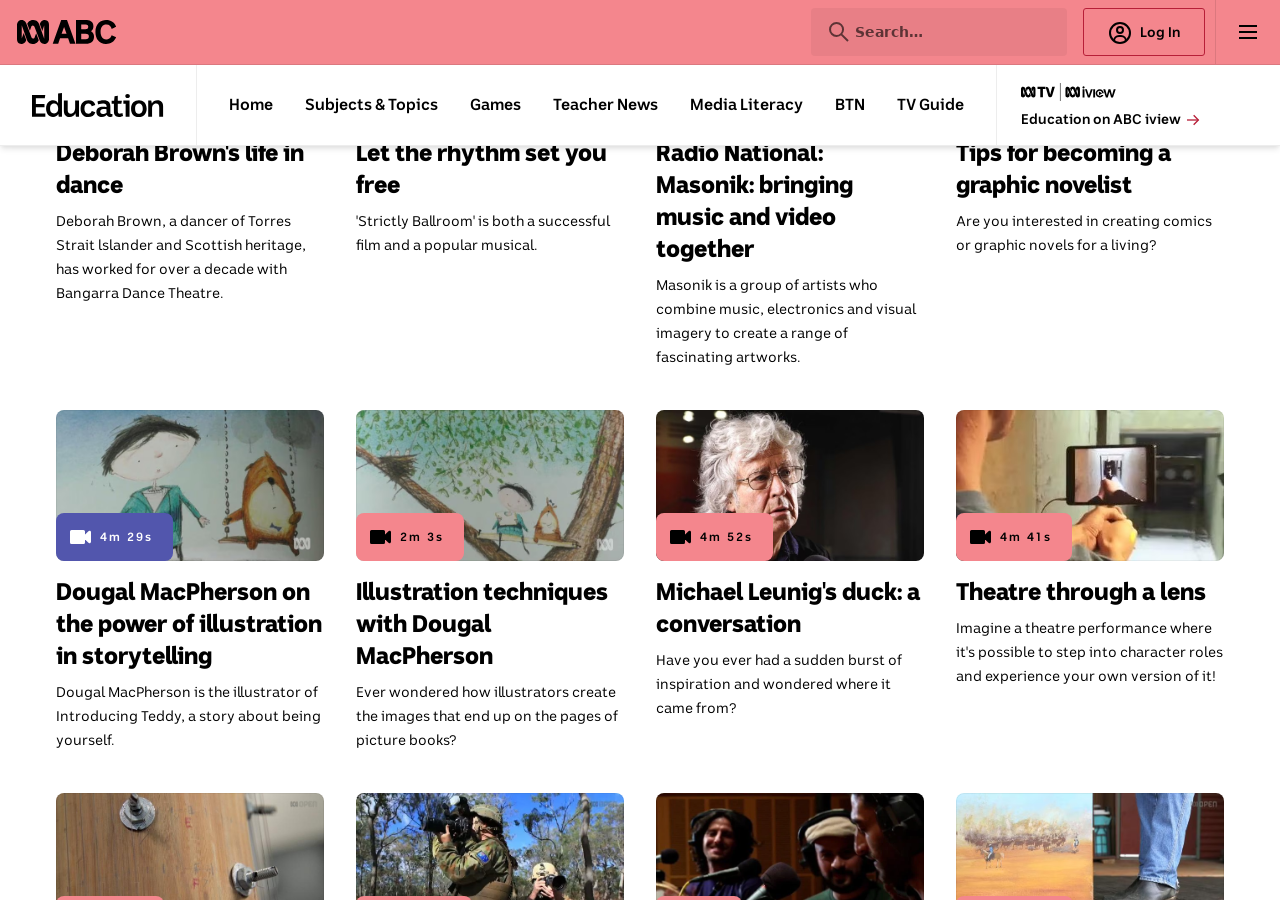 ABC
Search...
Log In
Education
Home
Subjects & Topics
Games
Teacher News
Media Literacy
BTN
TV Guide
TV iview
Education on ABC iview
Deborah Brown's life in
dance
Deborah Brown, a dancer of Torres
Strait lslander and Scottish heritage,
has worked for over a decade with
Bangarra Dance Theatre.
Let the rhythm set you
free
'Strictly Ballroom' is both a successful
film and a popular musical.
Radio National:
Masonik: bringing
music and video
together
Masonik is a group of artists who
combine music, electronics and visual
imagery to create a range of
fascinating artworks.
Tips for becoming a
graphic novelist
Are you interested in creating comics
or graphic novels for a living?
4m 29s
Dougal MacPherson on
the power of illustration
in storytelling
Dougal MacPherson is the illustrator of
Introducing Teddy, a story about being
yourself.
2m 3s
Illustration techniques
with Dougal
MacPherson
Ever wondered how illustrators create
the images that end up on the pages of
picture books?
4m 52s
Michael Leunig's duck: a
conversation
Have you ever had a sudden burst of
inspiration and wondered where it
came from?
4m 41s
Theatre through a lens
Imagine a theatre performance where
it's possible to step into character roles
and experience your own version of it!
OPEN
OPEN
OPEN